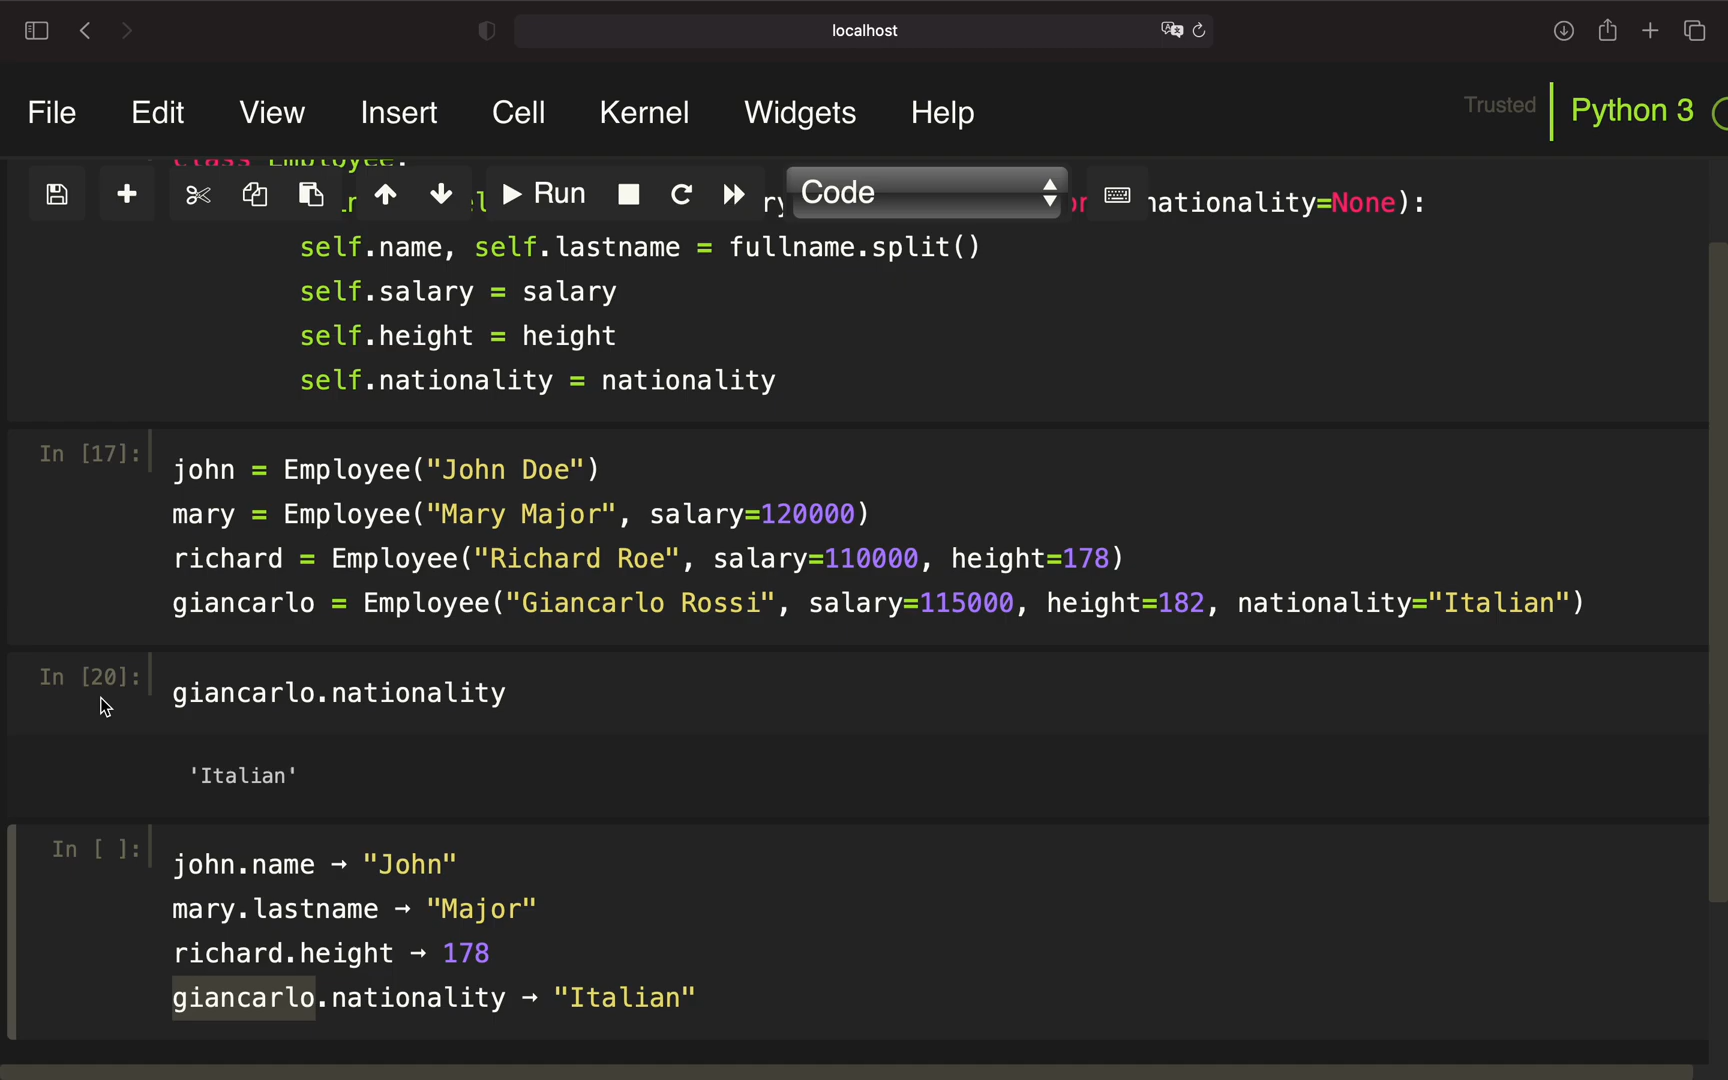 localhost
File Edit View Insert Cell Kernel Widgets Help Trusted Python 3
class Employee:
Run Code nationality=None):
self.name, self.lastname = fullname.split()
self.salary = salary
self.height = height
self.nationality = nationality
In [17]:
john = Employee("John Doe")
mary = Employee("Mary Major", salary=120000)
richard = Employee("Richard Roe", salary=110000, height=178)
giancarlo = Employee("Giancarlo Rossi", salary=115000, height=182, nationality="Italian")
In [20]:
giancarlo.nationality
'Italian'
In [ ]:
john.name → "John"
mary.lastname → "Major"
richard.height → 178
giancarlo.nationality → "Italian"